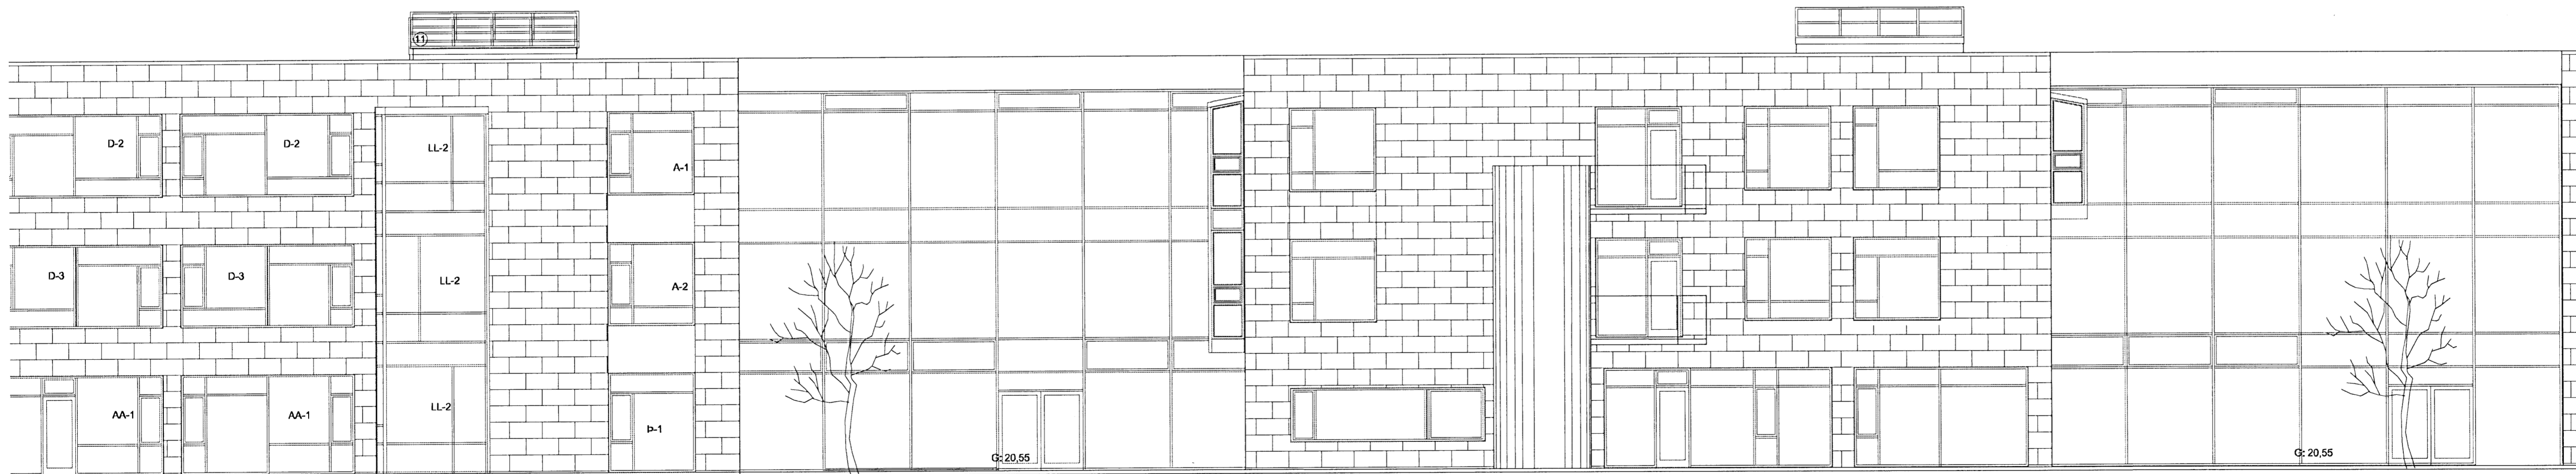 11
D-2 D-2 LL-2 A-1
D-3 D-3 LL-2 A-2
AA-1 AA-1 LL-2 Þ-1
G: 20,55 G: 20,55